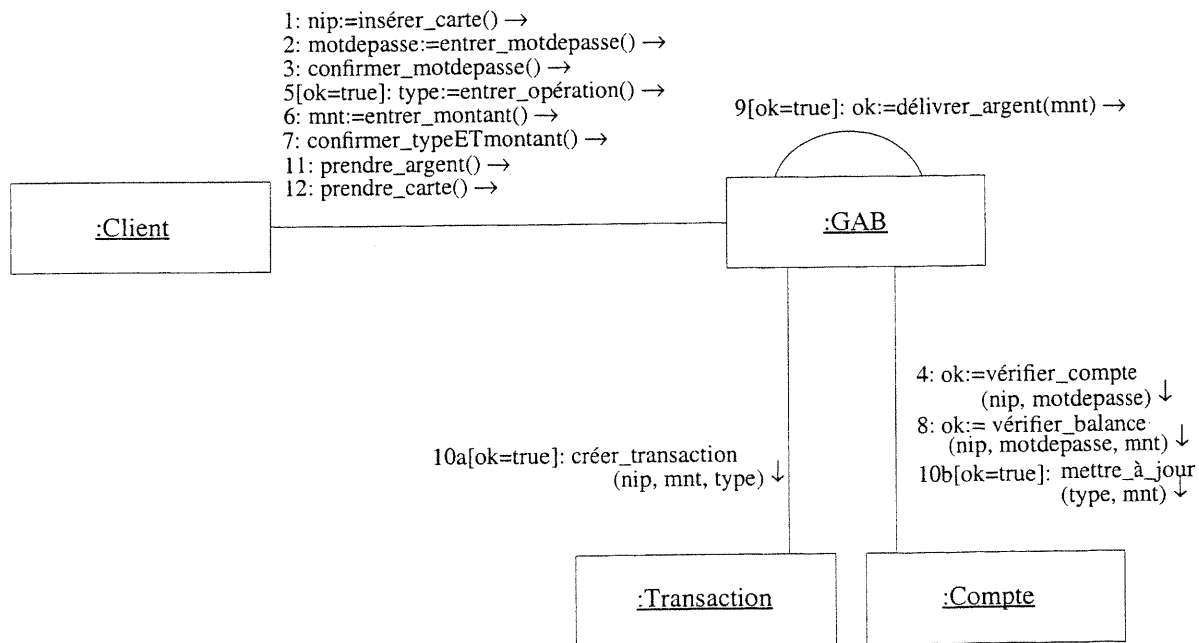 1: nip:=insérer_carte() →
2: motdepasse:=entrer_motdepasse() →
3: confirmer_motdepasse() →
5[ok=true]: type:=entrer_opération() →
6: mnt:=entrer_montant() →
7: confirmer_typeETmontant() →
11: prendre_argent() →
12: prendre_carte() →
9[ok=true]: ok:=délivrer_argent(mnt) →
:Client
:GAB
4: ok:=vérifier_compte
(nip, motdepasse) ↓
8: ok:= vérifier_balance
(nip, motdepasse, mnt) ↓
10a[ok=true]: créer_transaction
(nip, mnt, type) ↓
10b[ok=true]: mettre_à_jour
(type, mnt) ↓
:Transaction
:Compte